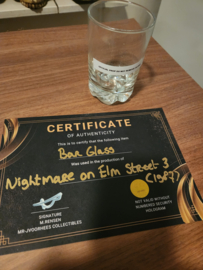 CERTIFICATE
OF AUTHENTICITY
This is to certify that the following item
Bar Glass
Was used in the production of
Nightmare on Elm Street 3
(1987)
SIGNATURE
M.JENSEN
MR JVOORHEES COLLECTIBLES
NOT VALID WITHOUT
NUMBERED SECURITY
HOLOGRAM